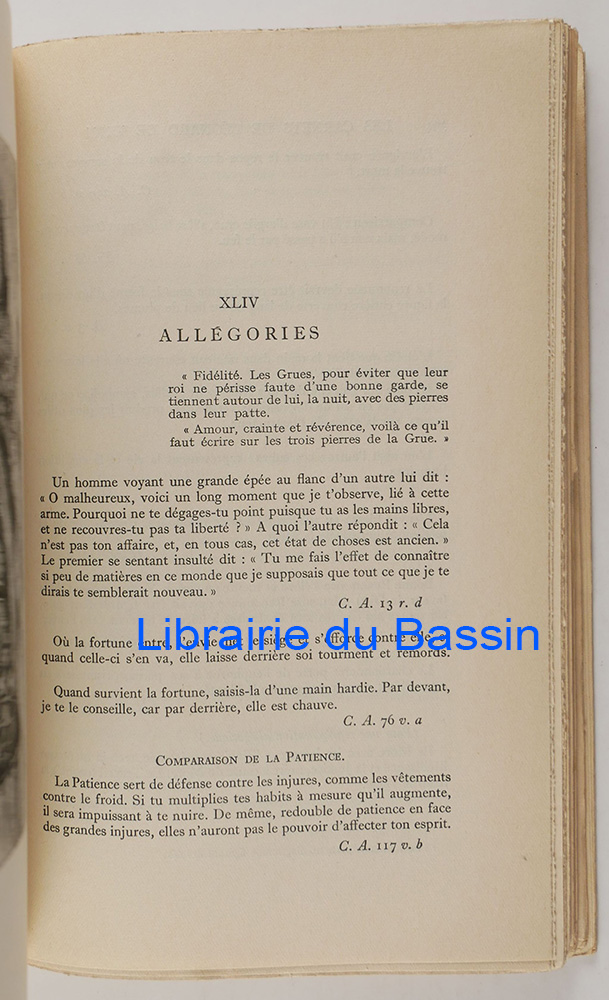 XLIV
ALLÉGORIES
« Fidélité. Les Grues, pour éviter que leur
roi ne périsse faute d'une bonne garde, se
tiennent autour de lui, la nuit, avec des pierres
dans leur patte.
« Amour, crainte et révérence, voilà ce qu'il
faut écrire sur les trois pierres de la Grue. »
Un homme voyant une grande épée au flanc d'un autre lui dit :
« O malheureux, voici un long moment que je t'observe, lié à cette
arme. Pourquoi ne te dégages-tu point puisque tu as les mains libres,
et ne recouvres-tu pas ta liberté ? » A quoi l'autre répondit : « Cela
n'est pas ton affaire, et, en tous cas, cet état de choses est ancien. »
Le premier se sentant insulté dit : « Tu me fais l'effet de connaître
si peu de matières en ce monde que je supposais que tout ce que je te
dirais te semblerait nouveau. »
C. A. 13 r. d
Où la fortune entre, l'envie met le siège et s'efforce contre elle, et
quand celle-ci s'en va, elle laisse derrière soi tourment et remords.
Librairie du Bassin
Quand survient la fortune, saisis-la d'une main hardie. Par devant,
je te le conseille, car par derrière, elle est chauve.
C. A. 76 v. a
COMPARAISON DE LA PATIENCE.
La Patience sert de défense contre les injures, comme les vêtements
contre le froid. Si tu multiplies tes habits à mesure qu'il augmente,
il sera impuissant à te nuire. De même, redouble de patience en face
des grandes injures, elles n'auront pas le pouvoir d'affecter ton esprit.
C. A. 117 v. b